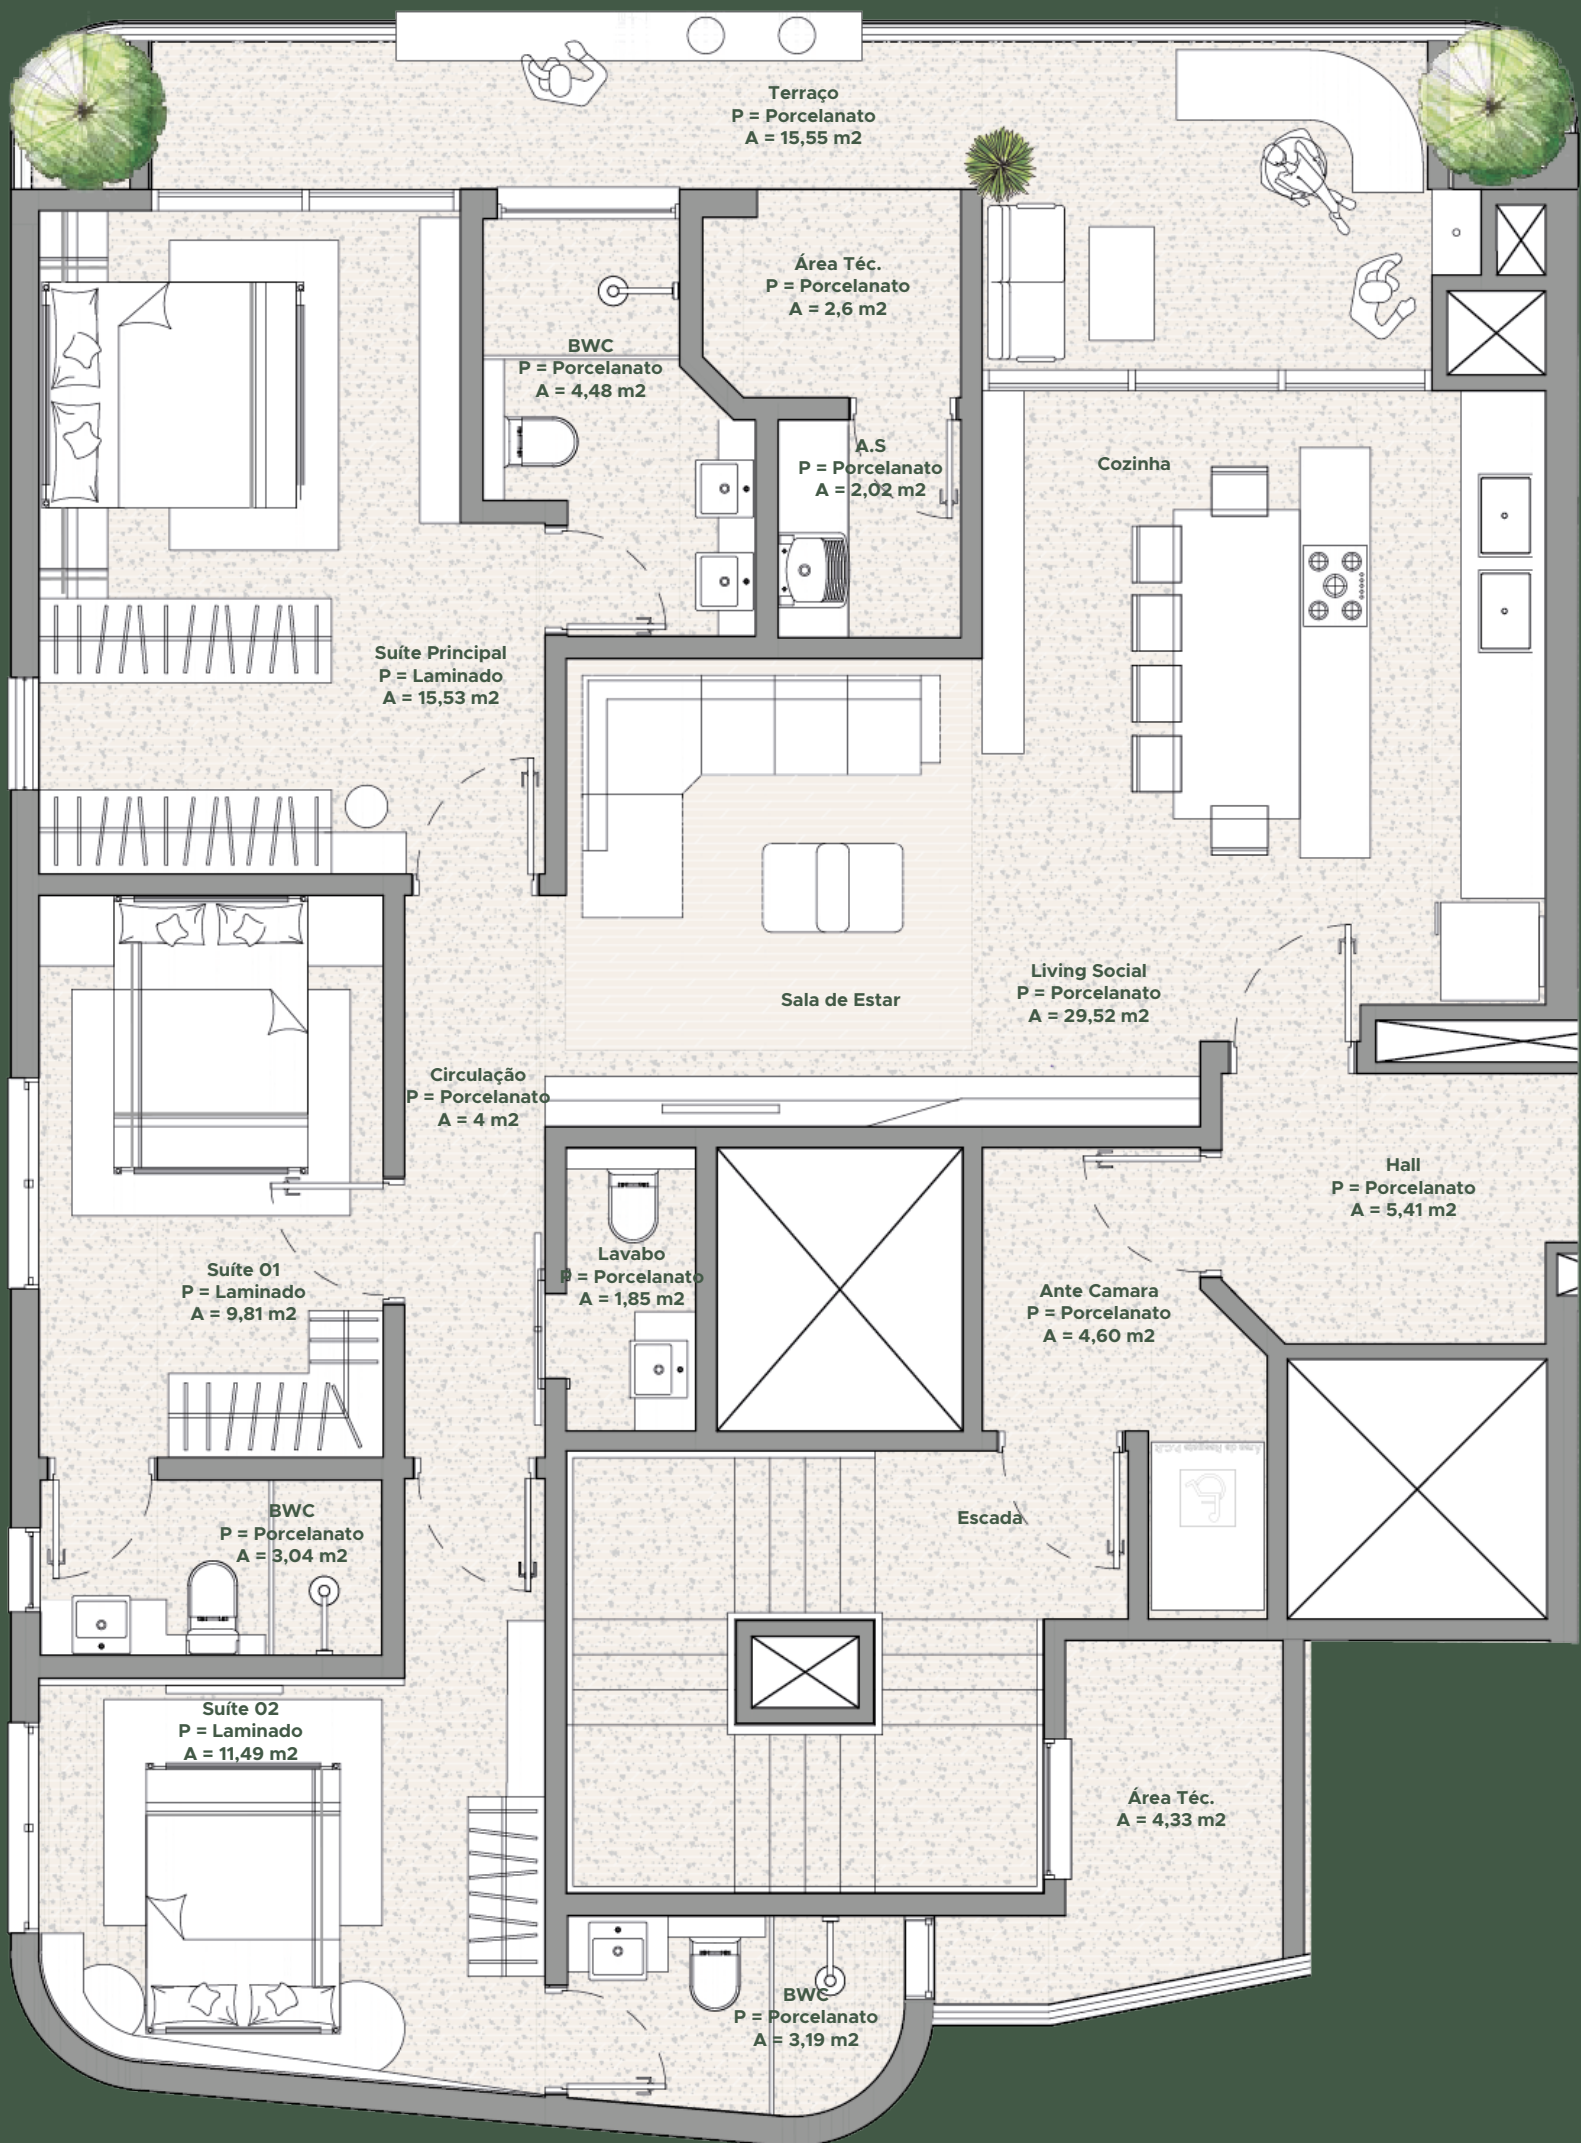 Terraço
P = Porcelanato
A = 15,55 m2
Área Téc.
P = Porcelanato
A = 2,6 m2
BWC
P = Porcelanato
A = 4,48 m2
A.S
P = Porcelanato
A = 2,02 m2
Cozinha
Suíte Principal
P = Laminado
A = 15,53 m2
Living Social
P = Porcelanato
A = 29,52 m2
Sala de Estar
Circulação
P = Porcelanato
A = 4 m2
Hall
P = Porcelanato
A = 5,41 m2
Lavabo
P = Porcelanato
A = 1,85 m2
Suíte 01
P = Laminado
A = 9,81 m2
Ante Camara
P = Porcelanato
A = 4,60 m2
BWC
P = Porcelanato
A = 3,04 m2
Escada
Suíte 02
P = Laminado
A = 11,49 m2
Área Téc.
A = 4,33 m2
BWC
P = Porcelanato
A = 3,19 m2